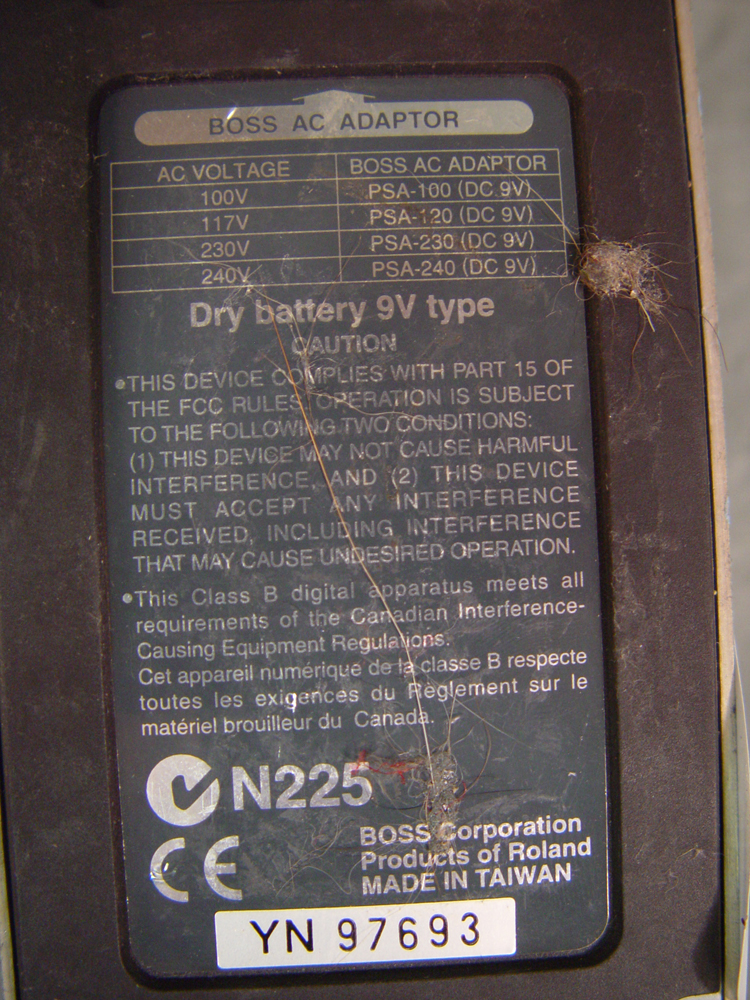 BOSS AC ADAPTOR
AC VOLTAGE BOSS AC ADAPTOR
100V PSA-100 (DC 9V)
117V PSA-120 (DC 9V)
230V PSA-230 (DC 9V)
240V PSA-240 (DC 9V)
Dry battery 9V type
CAUTION
•THIS DEVICE COMPLIES WITH PART 15 OF
THE FCC RULES OPERATION IS SUBJECT
TO THE FOLLOWING TWO CONDITIONS:
(1) THIS DEVICE MAY NOT CAUSE HARMFUL
INTERFERENCE, AND (2) THIS DEVICE
MUST ACCEPT ANY INTERFERENCE
RECEIVED, INCLUDING INTERFERENCE
THAT MAY CAUSE UNDESIRED OPERATION.
•This Class B digital apparatus meets all
requirements of the Canadian Interference-
Causing Equipment Regulations.
Cet appareil numérique de la classe B respecte
toutes les exigences du Règlement sur le
matériel brouilleur du Canada.
N225
CE
BOSS Corporation
Products of Roland
MADE IN TAIWAN
YN 97693